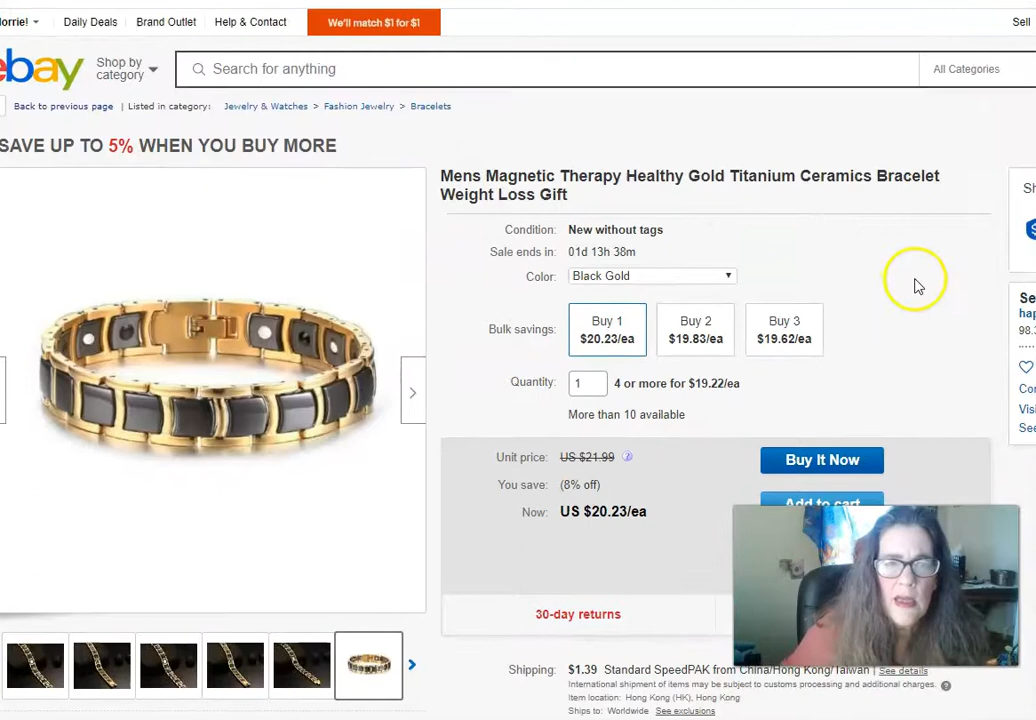 orrie!
Daily Deals
Brand Outlet
Help & Contact
We'll match $1 for $1
Sell
ebay
Shop by
category
Search for anything
All Categories
Back to previous page | Listed in category: Jewelry & Watches > Fashion Jewelry > Bracelets
SAVE UP TO 5% WHEN YOU BUY MORE
Mens Magnetic Therapy Healthy Gold Titanium Ceramics Bracelet
Weight Loss Gift
Sh
Condition: New without tags
Sale ends in: 01d 13h 38m
Color: Black Gold
Se
hap
98.
Bulk savings:
Buy 1
$20.23/ea
Buy 2
$19.83/ea
Buy 3
$19.62/ea
Con
Visi
See
Quantity: 1 4 or more for $19.22/ea
More than 10 available
Unit price: US $21.99
Buy It Now
You save: (8% off)
Add to cart
Now: US $20.23/ea
30-day returns
Shipping: $1.39 Standard SpeedPAK from China/Hong Kong/Taiwan | See details
International shipment of items may be subject to customs processing and additional charges.
Item location: Hong Kong (HK), Hong Kong
Ships to: Worldwide See exclusions